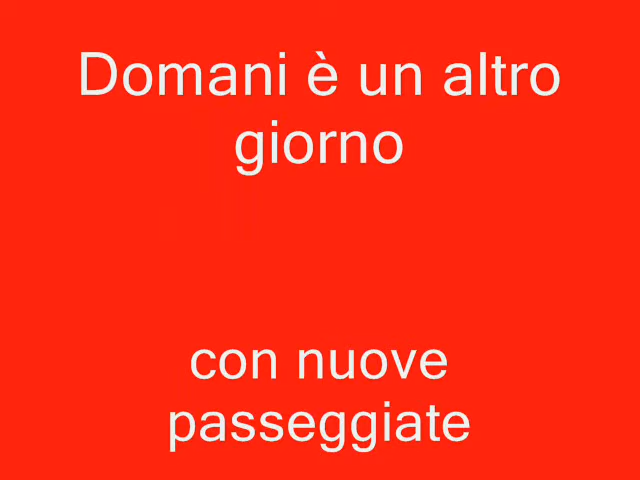 Domani è un altro
giorno
con nuove
passeggiate